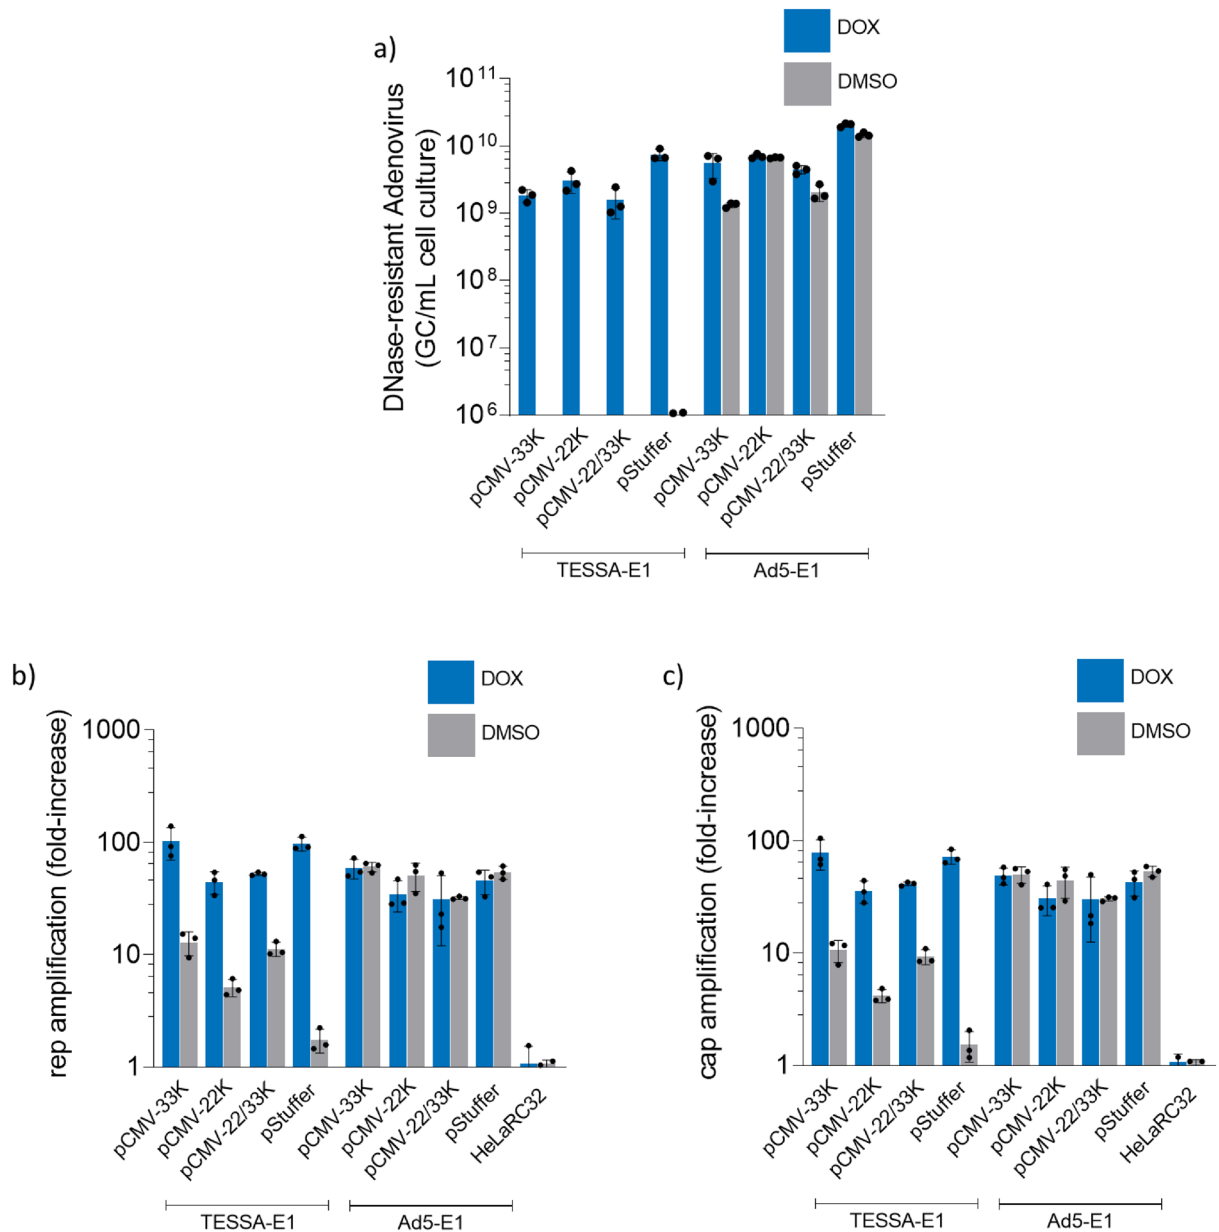 a)
DOX
DMSO
DNase-resistant Adenovirus
(GC/mL cell culture)
10^11
10^10
10^9
10^8
10^7
10^6
pCMV-33K
pCMV-22K
pCMV-22/33K
pStuffer
pCMV-33K
pCMV-22K
pCMV-22/33K
pStuffer
TESSA-E1
Ad5-E1
b)
DOX
DMSO
rep amplification (fold-increase)
1000
100
10
1
pCMV-33K
pCMV-22K
pCMV-22/33K
pStuffer
pCMV-33K
pCMV-22K
pCMV-22/33K
pStuffer
HeLaRC32
TESSA-E1
Ad5-E1
c)
DOX
DMSO
cap amplification (fold-increase)
1000
100
10
1
pCMV-33K
pCMV-22K
pCMV-22/33K
pStuffer
pCMV-33K
pCMV-22K
pCMV-22/33K
pStuffer
HeLaRC32
TESSA-E1
Ad5-E1